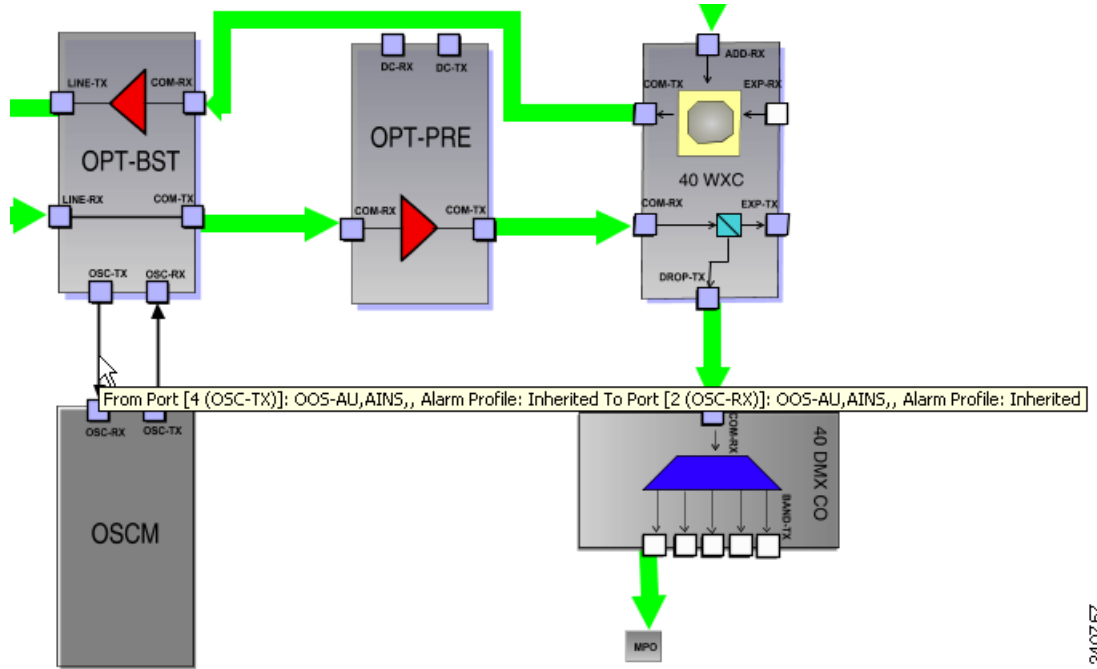 DC-RX
DC-TX
ADD-RX
LINE-TX
COM-RX
COM-TX
EXP-RX
OPT-PRE
OPT-BST
40 WXC
LINE-RX
COM-TX
COM-RX
COM-TX
COM-RX
EXP-TX
OSC-TX
OSC-RX
DROP-TX
From Port [4 (OSC-TX)]: OOS-AU,AINS,, Alarm Profile: Inherited To Port [2 (OSC-RX)]: OOS-AU,AINS,, Alarm Profile: Inherited
OSC-RX
OSC-TX
COM-RX
40 DMX CO
BAND-TX
OSCM
MPO